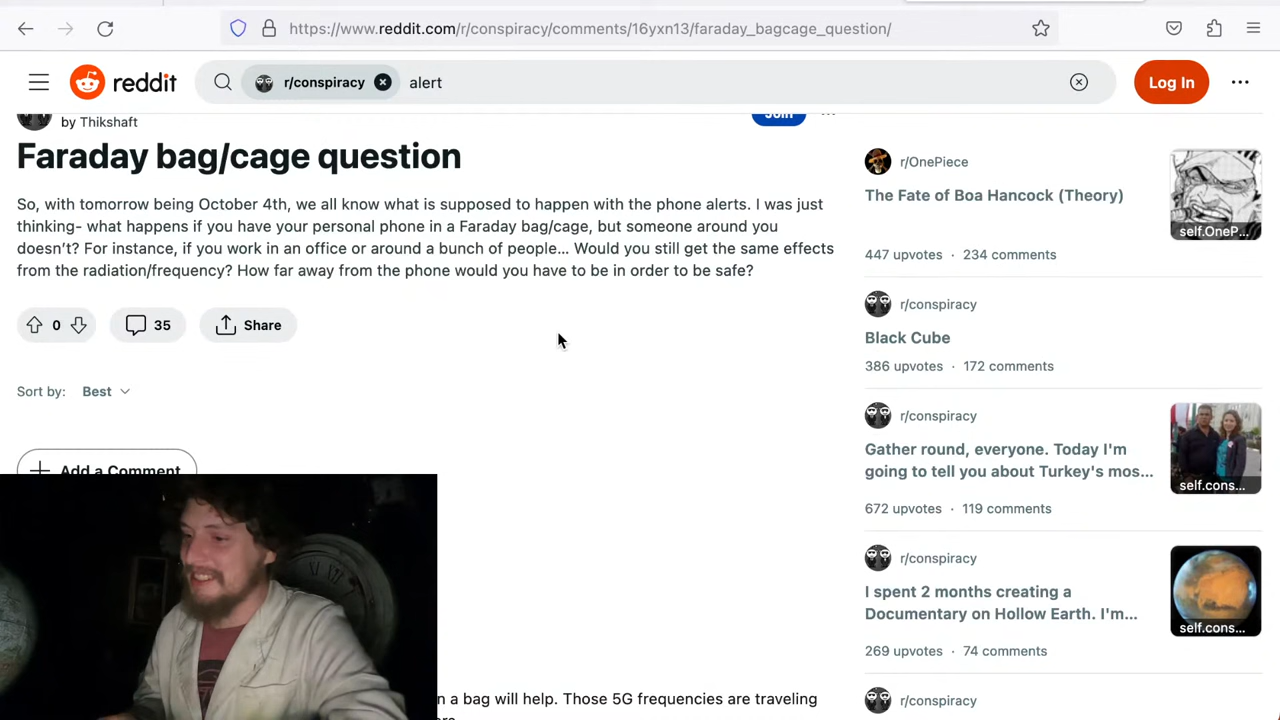 https://www.reddit.com/r/conspiracy/comments/16yxn13/faraday_bagcage_question/
reddit
r/conspiracy
alert
Log In
by Thikshaft
Join
Faraday bag/cage question
So, with tomorrow being October 4th, we all know what is supposed to happen with the phone alerts. I was just
thinking- what happens if you have your personal phone in a Faraday bag/cage, but someone around you
doesn't? For instance, if you work in an office or around a bunch of people... Would you still get the same effects
from the radiation/frequency? How far away from the phone would you have to be in order to be safe?
0
35
Share
Sort by: Best
Add a Comment
n a bag will help. Those 5G frequencies are traveling
r/OnePiece
The Fate of Boa Hancock (Theory)
self.OneP...
447 upvotes · 234 comments
r/conspiracy
Black Cube
386 upvotes · 172 comments
r/conspiracy
Gather round, everyone. Today I'm
going to tell you about Turkey's mos...
self.cons...
672 upvotes · 119 comments
r/conspiracy
I spent 2 months creating a
Documentary on Hollow Earth. I'm...
self.cons...
269 upvotes · 74 comments
r/conspiracy